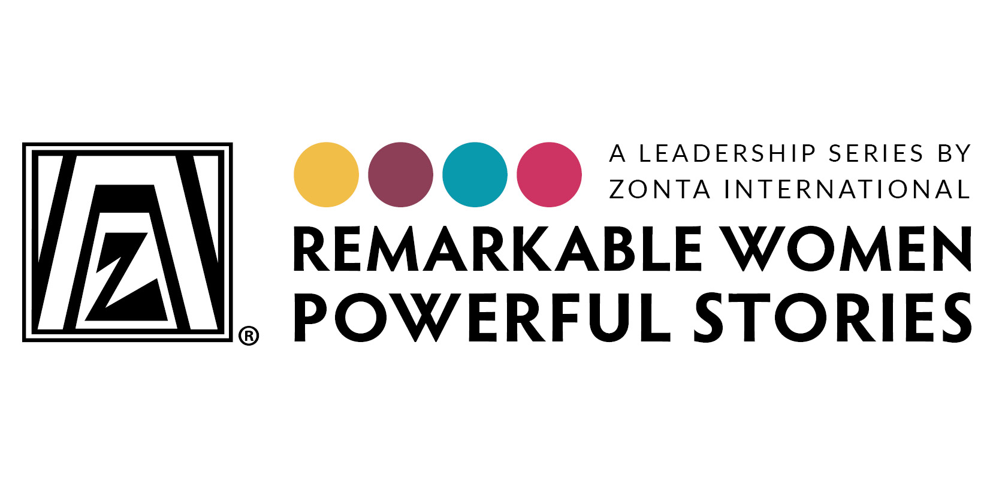 A LEADERSHIP SERIES BY
ZONTA INTERNATIONAL
REMARKABLE WOMEN
POWERFUL STORIES
Z
®